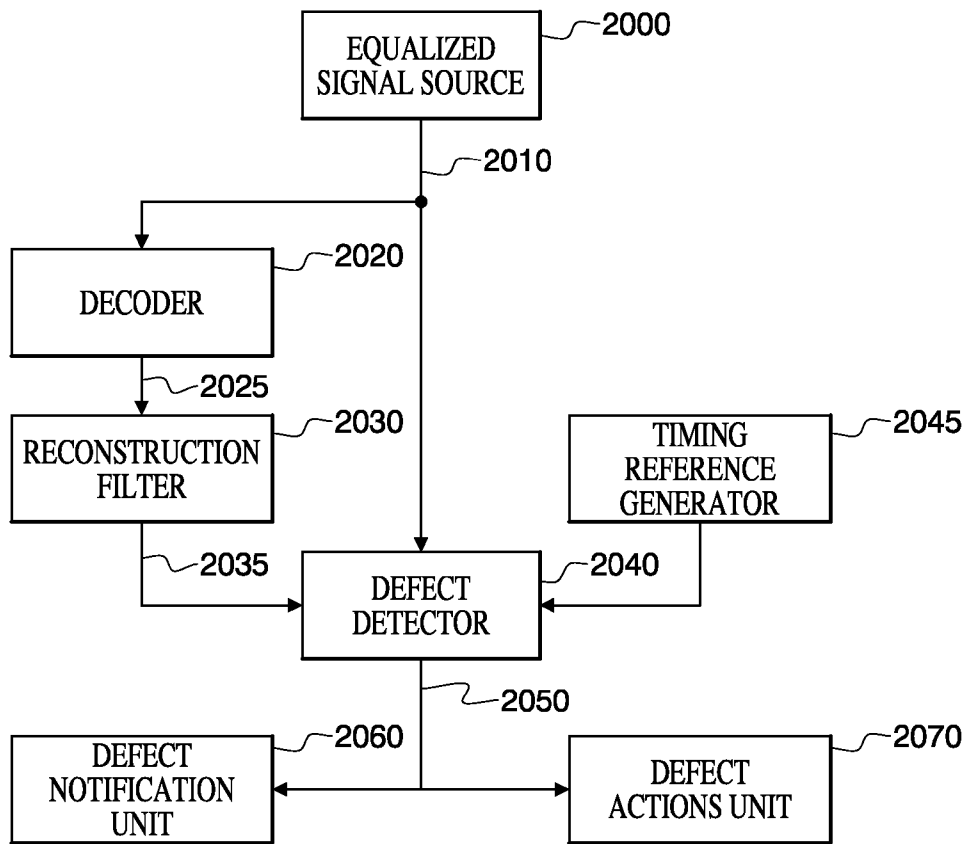 2000
EQUALIZED
SIGNAL SOURCE
2010
2020
DECODER
2025
2030
RECONSTRUCTION
FILTER
2045
TIMING
REFERENCE
GENERATOR
2035
2040
DEFECT
DETECTOR
2050
2060
DEFECT
NOTIFICATION
UNIT
2070
DEFECT
ACTIONS UNIT